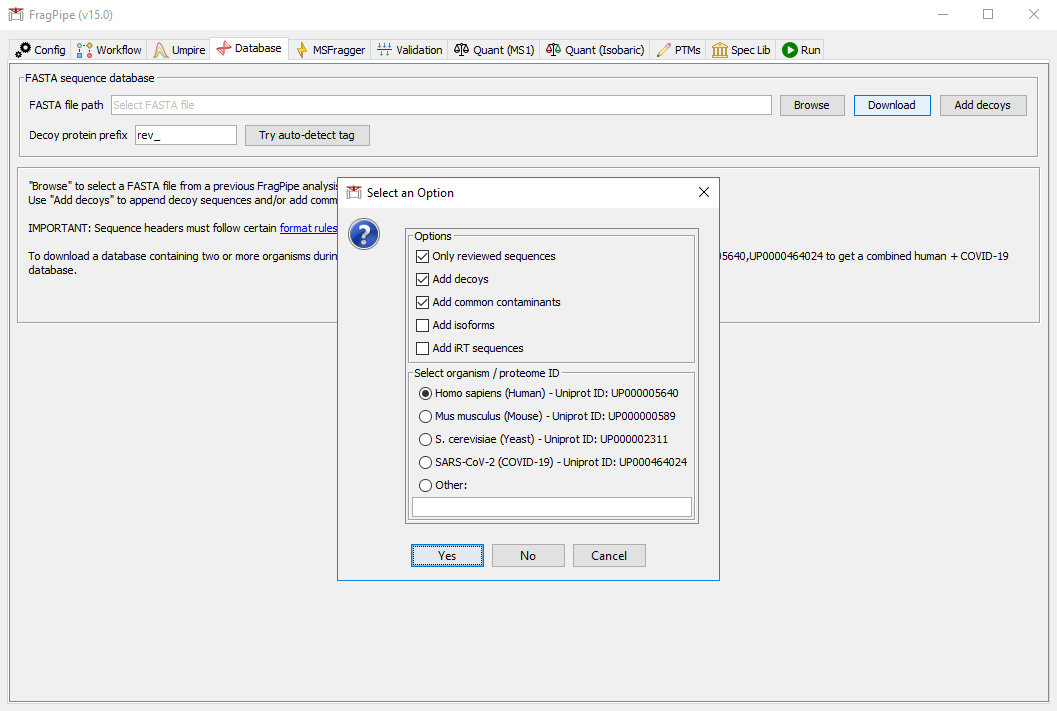 FragPipe (v15.0)
Config Workflow Umpire Database MSFragger Validation Quant (MS1) Quant (Isobaric) PTMs Spec Lib Run
FASTA sequence database
FASTA file path Select FASTA file Browse Download Add decoys
Decoy protein prefix rev_ Try auto-detect tag
"Browse" to select a FASTA file from a previous FragPipe
Use "Add decoys" to append decoy sequences and/or add
IMPORTANT: Sequence headers must follow certain format rules
To download a database containing two or more organisms 5640,UP0000464024 to get a combined human + COVID-19
database.
Select an Option
?
Options
Only reviewed sequences
Add decoys
Add common contaminants
Add isoforms
Add iRT sequences
Select organism / proteome ID
Homo sapiens (Human) - Uniprot ID: UP000005640
Mus musculus (Mouse) - Uniprot ID: UP000000589
S. cerevisiae (Yeast) - Uniprot ID: UP000002311
SARS-CoV-2 (COVID-19) - Uniprot ID: UP000464024
Other:
Yes No Cancel